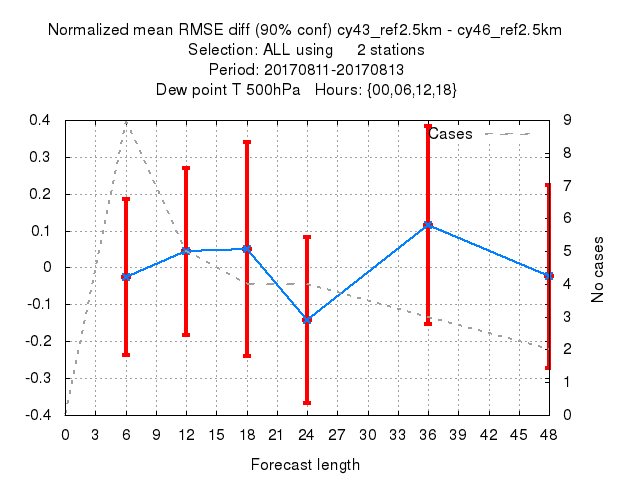 Normalized mean RMSE diff (90% conf) cy43_ref2.5km - cy46_ref2.5km
Selection: ALL using     2 stations
Period: 20170811-20170813
Dew point T 500hPa   Hours: {00,06,12,18}
Cases
0.4
0.3
0.2
0.1
0
-0.1
-0.2
-0.3
-0.4
9
8
7
6
5
4
3
2
1
0
No cases
0 3 6 9 12 15 18 21 24 27 30 33 36 39 42 45 48
Forecast length